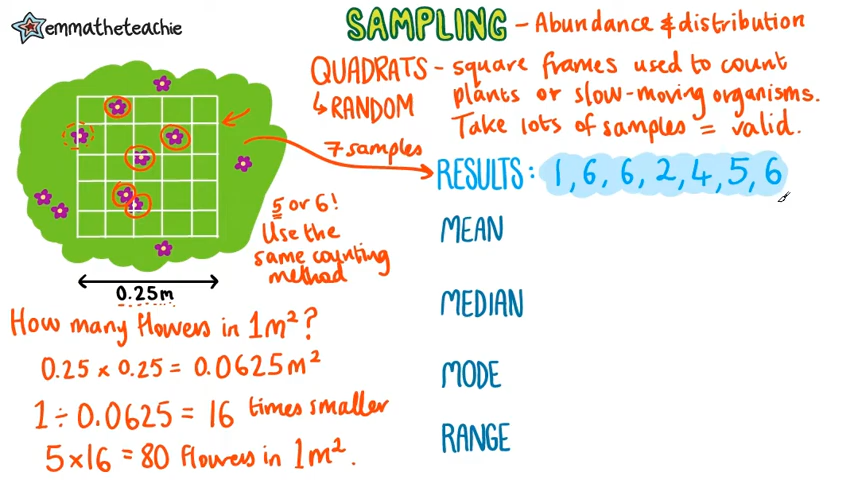 emmatheteachie
SAMPLING - Abundance & distribution
QUADRATS - square frames used to count
↳ RANDOM plants or slow-moving organisms.
Take lots of samples = valid.
7 samples
RESULTS: 1, 6, 6, 2, 4, 5, 6
5 or 6!
Use the
same counting
method
0.25m
How many flowers in 1m²?
0.25 × 0.25 = 0.0625m²
1 ÷ 0.0625 = 16 times smaller
5×16 = 80 flowers in 1m².
MEAN
MEDIAN
MODE
RANGE